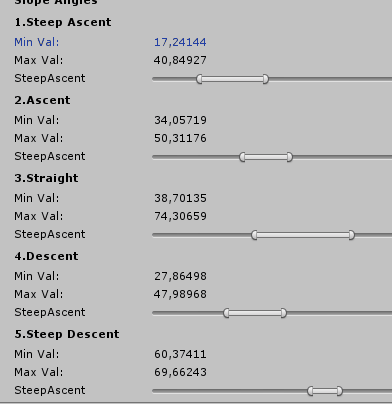 Slope Angles
1.Steep Ascent
Min Val: 17,24144
Max Val: 40,84927
SteepAscent
2.Ascent
Min Val: 34,05719
Max Val: 50,31176
SteepAscent
3.Straight
Min Val: 38,70135
Max Val: 74,30659
SteepAscent
4.Descent
Min Val: 27,86498
Max Val: 47,98968
SteepAscent
5.Steep Descent
Min Val: 60,37411
Max Val: 69,66243
SteepAscent